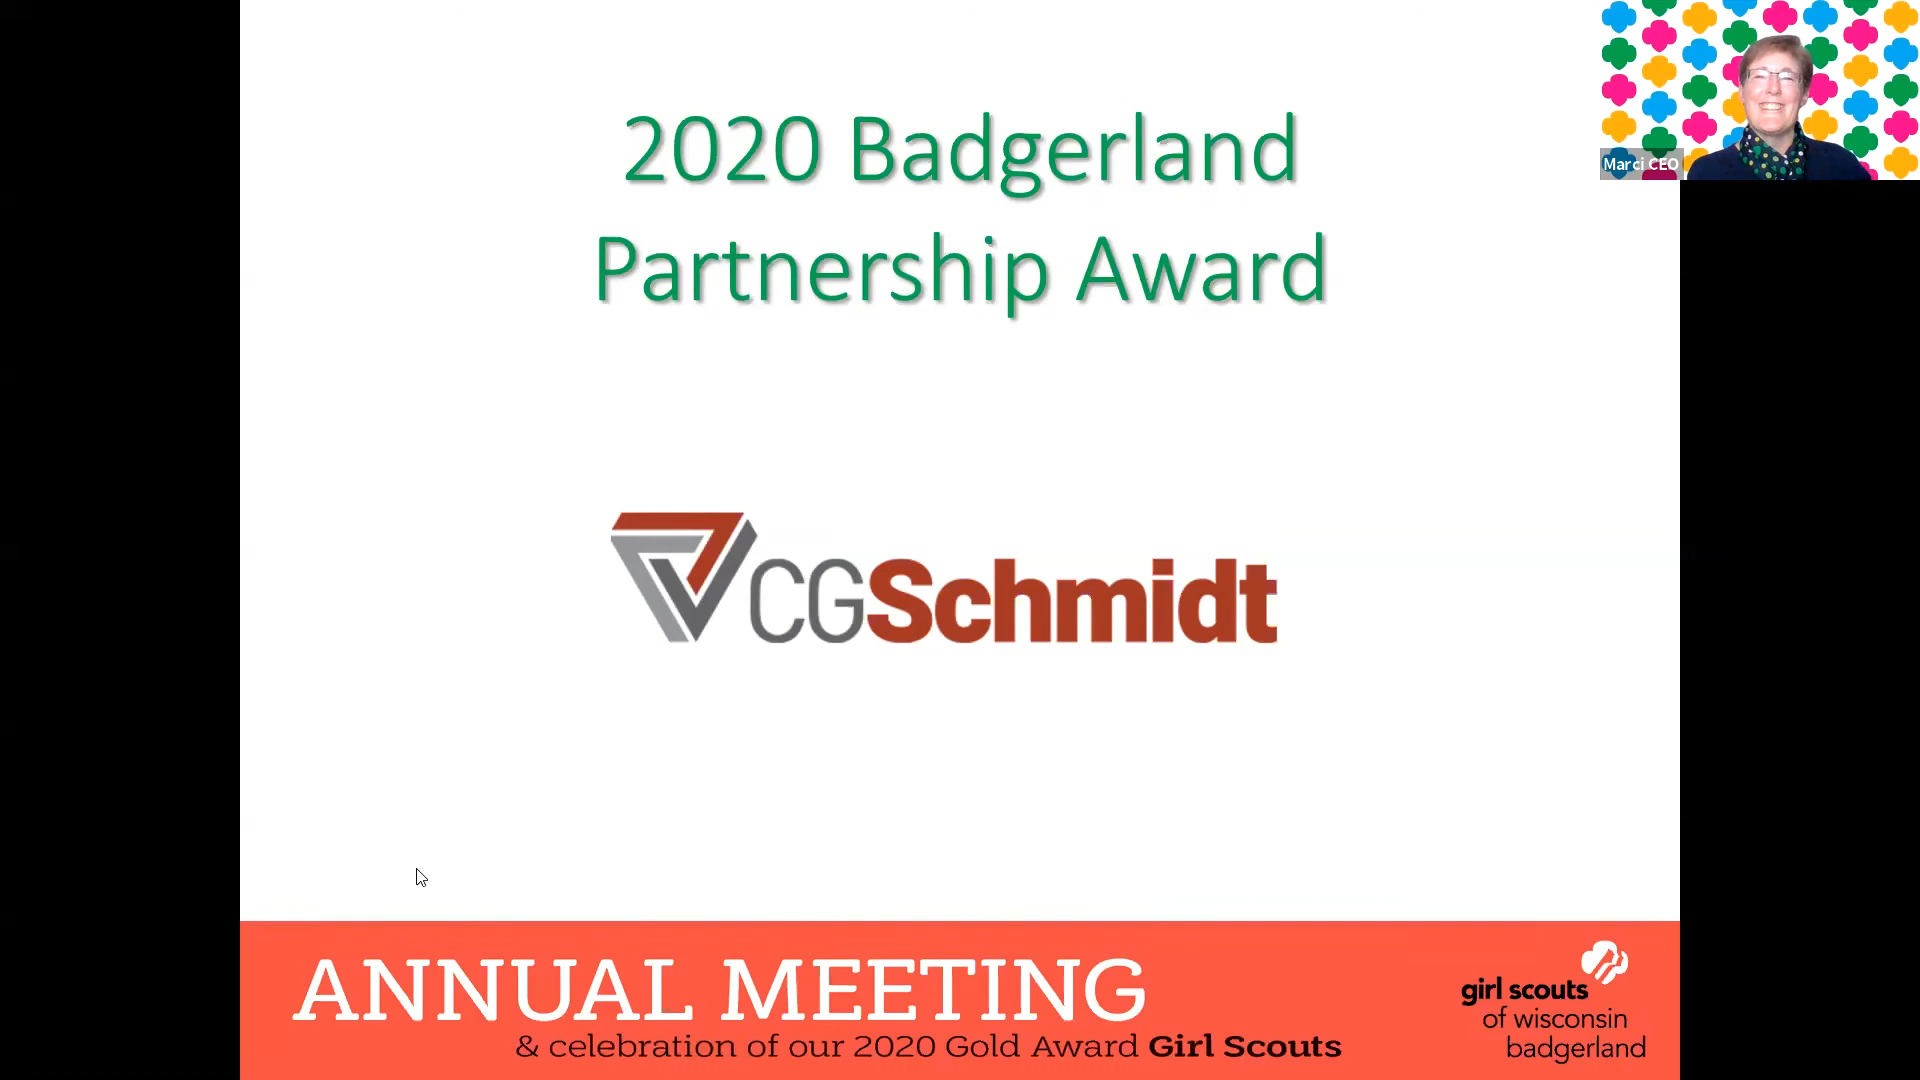 2020 Badgerland
Partnership Award
Marci CEO
CGSchmidt
ANNUAL MEETING
& celebration of our 2020 Gold Award Girl Scouts
girl scouts
of wisconsin
badgerland